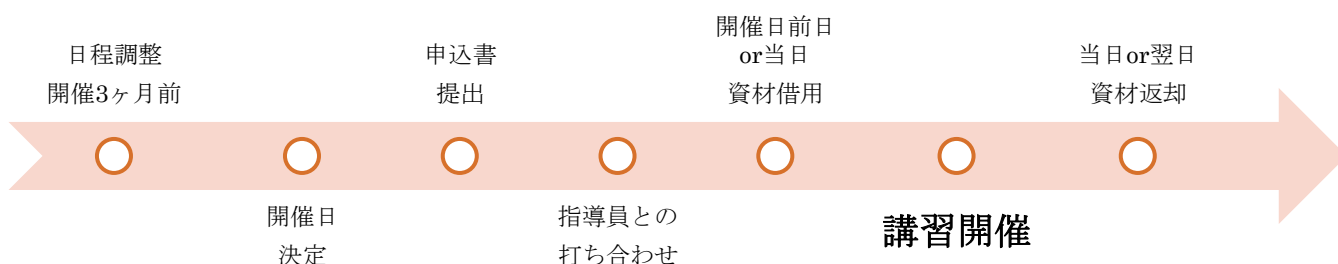 日程調整
開催3ヶ月前
開催日
決定
申込書
提出
指導員との
打ち合わせ
開催日前日
or当日
資材借用
講習開催
当日or翌日
資材返却